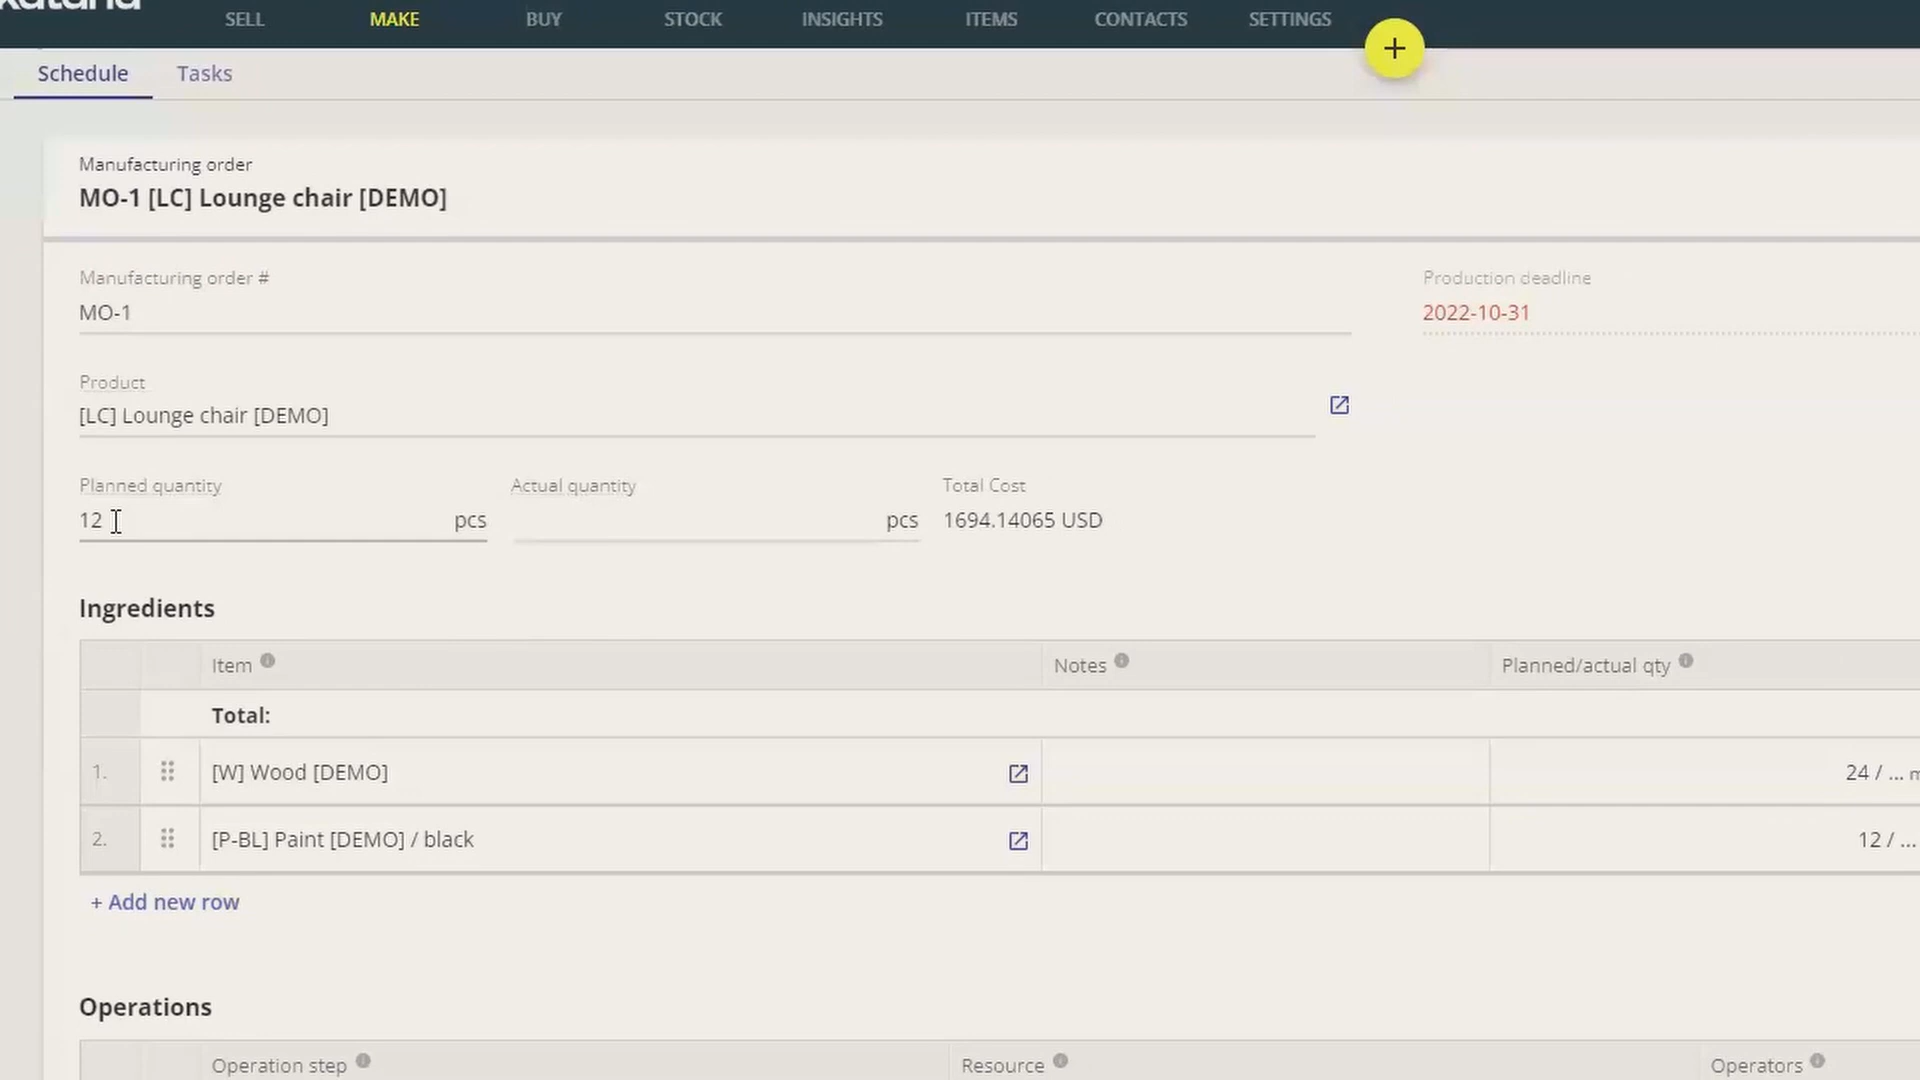 SELL MAKE BUY STOCK INSIGHTS ITEMS CONTACTS SETTINGS
+
Schedule Tasks
Manufacturing order
MO-1 [LC] Lounge chair [DEMO]
Manufacturing order # Production deadline
MO-1 2022-10-31
Product
[LC] Lounge chair [DEMO]
Planned quantity Actual quantity Total Cost
12 pcs pcs 1694.14065 USD
Ingredients
Item Notes Planned/actual qty
Total:
1. [W] Wood [DEMO] 24 / ...
2. [P-BL] Paint [DEMO] / black 12 / ...
+ Add new row
Operations
Operation step Resource Operators